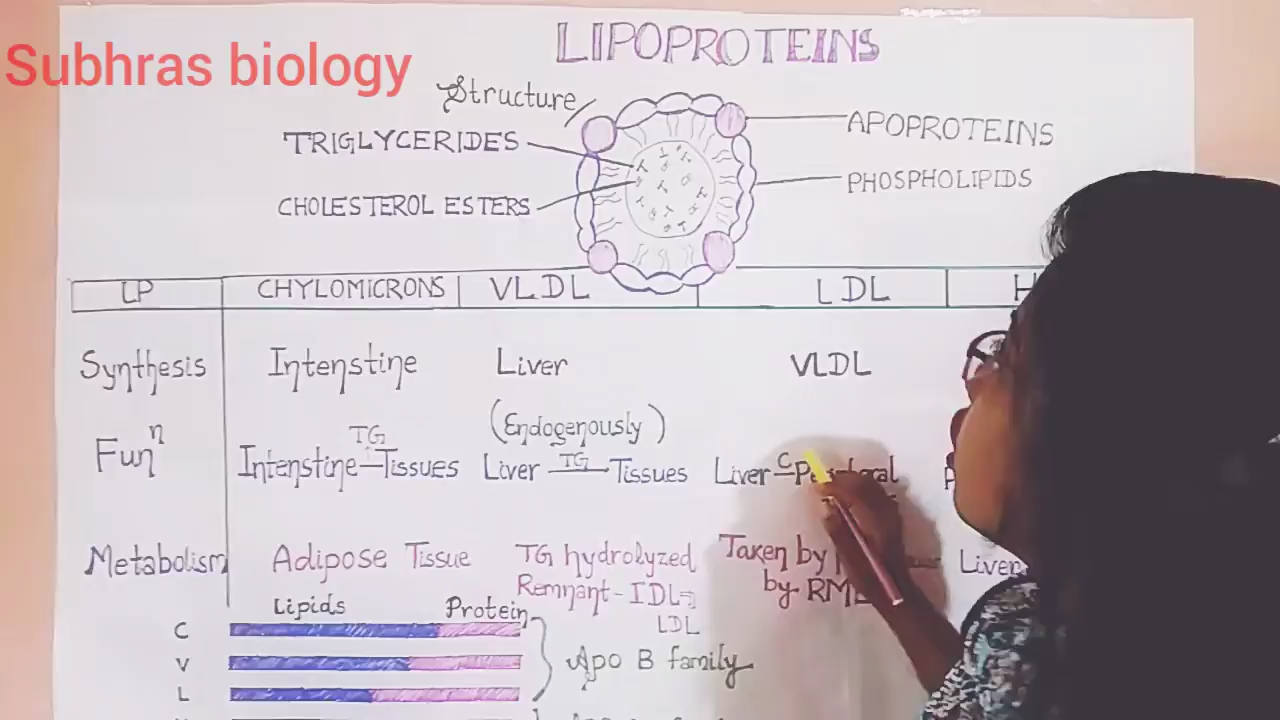 Subhras biology
LIPOPROTEINS
Structure
TRIGLYCERIDES
APOPROTEINS
CHOLESTEROL ESTERS
PHOSPHOLIPIDS
LP CHYLOMICRONS VLDL LDL H
Synthesis Intenstine Liver VLDL
(Endogenously)
Funⁿ Intenstine TG Tissues Liver TG Tissues Liver C Peripheral
Metabolism Adipose Tissue TG hydrolyzed Taken by Liver
Remnant - IDL by RME
LDL
Lipids Protein
C
V Apo B family
L